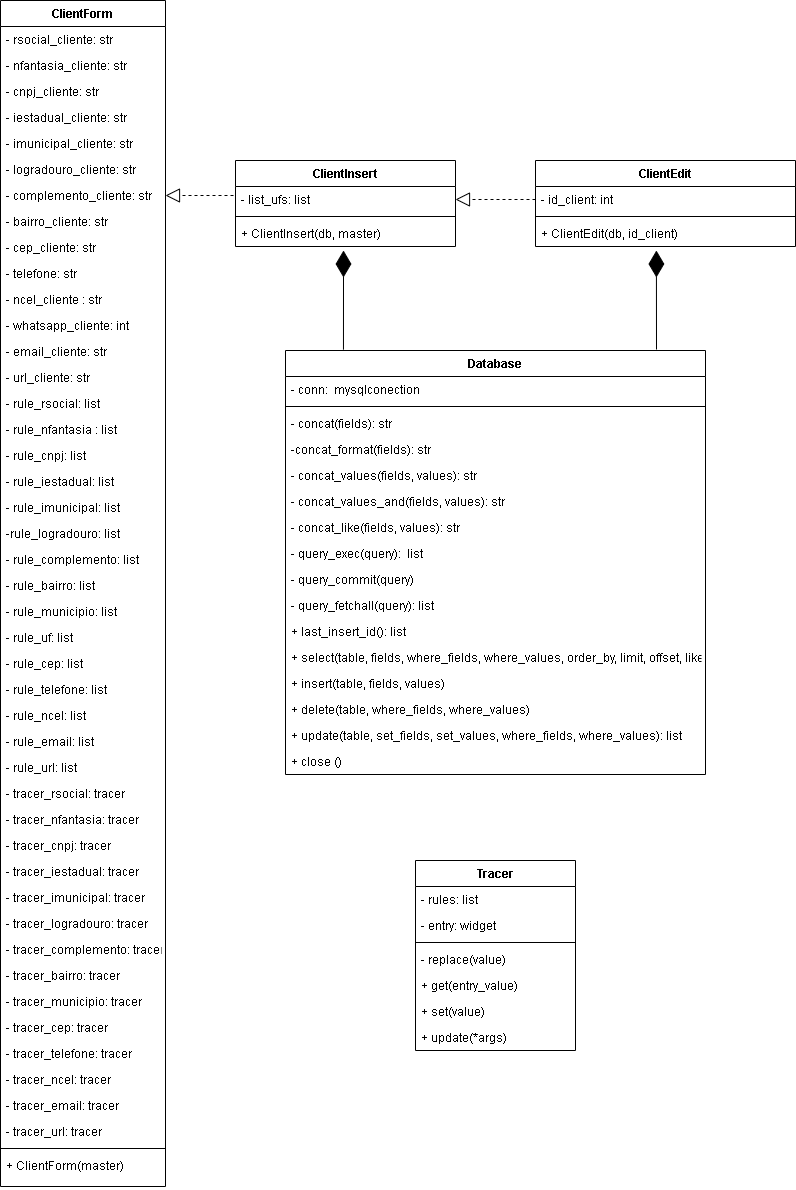 ClientForm
- rsocial_cliente: str
- nfantasia_cliente: str
- cnpj_cliente: str
- iestadual_cliente: str
- imunicipal_cliente: str
- logradouro_cliente: str
- complemento_cliente: str
- bairro_cliente: str
- cep_cliente: str
- telefone: str
- ncel_cliente : str
- whatsapp_cliente: int
- email_cliente: str
- url_cliente: str
- rule_rsocial: list
- rule_nfantasia : list
- rule_cnpj: list
- rule_iestadual: list
- rule_imunicipal: list
-rule_logradouro: list
- rule_complemento: list
- rule_bairro: list
- rule_municipio: list
- rule_uf: list
- rule_cep: list
- rule_telefone: list
- rule_ncel: list
- rule_email: list
- rule_url: list
- tracer_rsocial: tracer
- tracer_nfantasia: tracer
- tracer_cnpj: tracer
- tracer_iestadual: tracer
- tracer_imunicipal: tracer
- tracer_logradouro: tracer
- tracer_complemento: tracer
- tracer_bairro: tracer
- tracer_municipio: tracer
- tracer_cep: tracer
- tracer_telefone: tracer
- tracer_ncel: tracer
- tracer_email: tracer
- tracer_url: tracer
+ ClientForm(master)
ClientInsert
- list_ufs: list
+ ClientInsert(db, master)
ClientEdit
- id_client: int
+ ClientEdit(db, id_client)
Database
- conn:  mysqlconection
- concat(fields): str
-concat_format(fields): str
- concat_values(fields, values): str
- concat_values_and(fields, values): str
- concat_like(fields, values): str
- query_exec(query):  list
- query_commit(query)
- query_fetchall(query): list
+ last_insert_id(): list
+ select(table, fields, where_fields, where_values, order_by, limit, offset, like
+ insert(table, fields, values)
+ delete(table, where_fields, where_values)
+ update(table, set_fields, set_values, where_fields, where_values): list
+ close ()
Tracer
- rules: list
- entry: widget
- replace(value)
+ get(entry_value)
+ set(value)
+ update(*args)